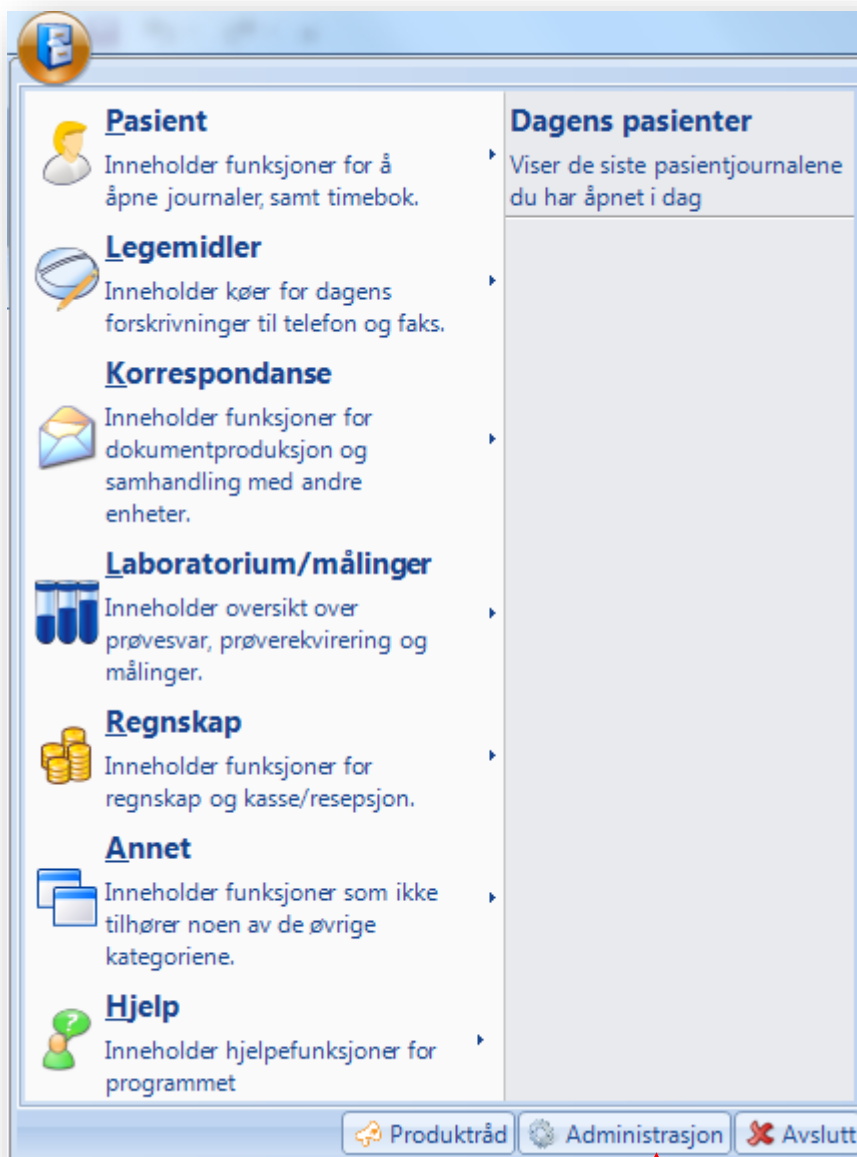 Pasient
Inneholder funksjoner for å
åpne journaler, samt timebok.
Legemidler
Inneholder køer for dagens
forskrivninger til telefon og faks.
Korrespondanse
Inneholder funksjoner for
dokumentproduksjon og
samhandling med andre
enheter.
Laboratorium/målinger
Inneholder oversikt over
prøvesvar, prøverekvirering og
målinger.
Regnskap
Inneholder funksjoner for
regnskap og kasse/resepsjon.
Annet
Inneholder funksjoner som ikke
tilhører noen av de øvrige
kategoriene.
Hjelp
Inneholder hjelpefunksjoner for
programmet
Dagens pasienter
Viser de siste pasientjournalene
du har åpnet i dag
Produktråd Administrasjon Avslutt